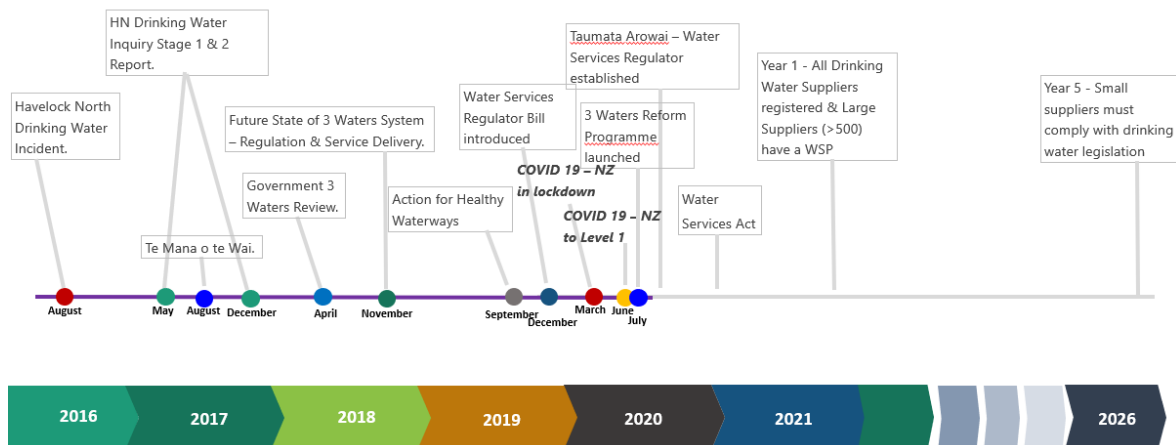 HN Drinking Water
Inquiry Stage 1 & 2
Report.
Taumata Arowai – Water
Services Regulator
established
Year 1 - All Drinking
Water Suppliers
registered & Large
Suppliers (>500)
have a WSP
Year 5 - Small
suppliers must
comply with drinking
water legislation
Havelock North
Drinking Water
Incident.
Future State of 3 Waters System
– Regulation & Service Delivery.
Water Services
Regulator Bill
introduced
3 Waters Reform
Programme
launched
COVID 19 – NZ
in lockdown
Government 3
Waters Review.
Action for Healthy
Waterways
COVID 19 – NZ
to Level 1
Water
Services Act
Te Mana o te Wai.
August
May
August
December
April
November
September
December
March
June
July
2016
2017
2018
2019
2020
2021
2026